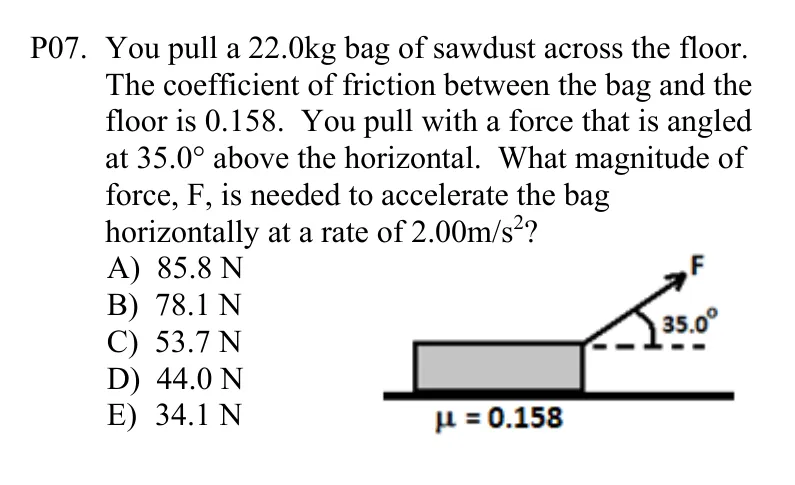 P07. You pull a 22.0kg bag of sawdust across the floor.
The coefficient of friction between the bag and the
floor is 0.158. You pull with a force that is angled
at 35.0° above the horizontal. What magnitude of
force, F, is needed to accelerate the bag
horizontally at a rate of 2.00m/s²?
A) 85.8 N
B) 78.1 N
C) 53.7 N
D) 44.0 N
E) 34.1 N
F
35.0°
μ = 0.158